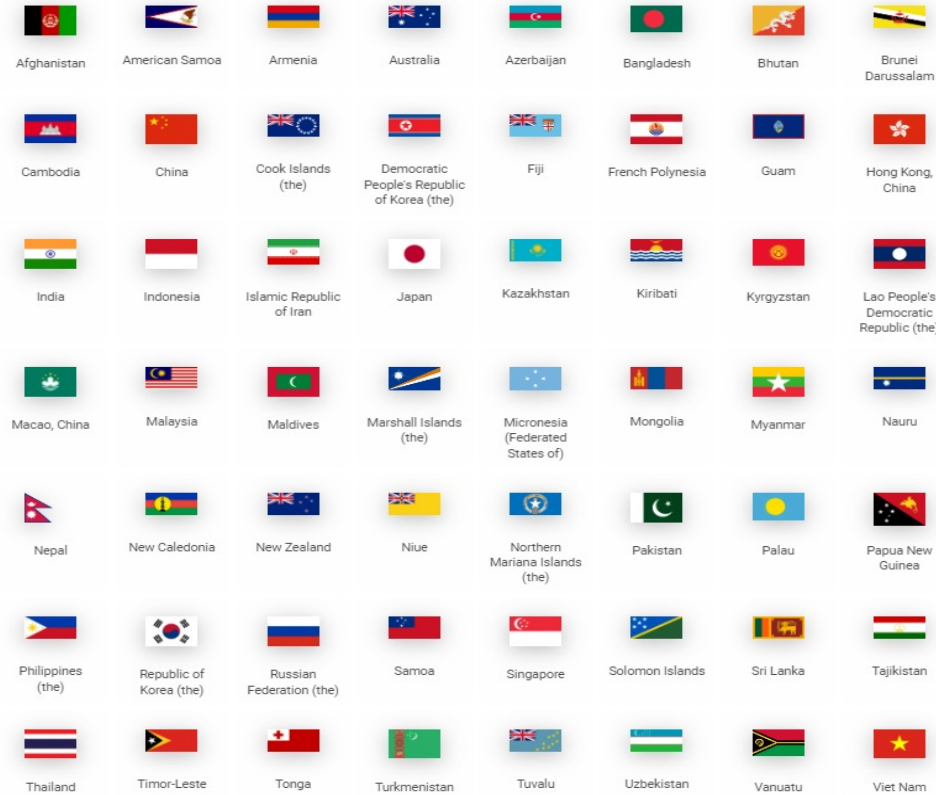 Afghanistan
American Samoa
Armenia
Australia
Azerbaijan
Bangladesh
Bhutan
Brunei
Darussalam
Cambodia
China
Cook Islands
(the)
Democratic
People's Republic
of Korea (the)
Fiji
French Polynesia
Guam
Hong Kong,
China
India
Indonesia
Islamic Republic
of Iran
Japan
Kazakhstan
Kiribati
Kyrgyzstan
Lao People's
Democratic
Republic (the)
Macao, China
Malaysia
Maldives
Marshall Islands
(the)
Micronesia
(Federated
States of)
Mongolia
Myanmar
Nauru
Nepal
New Caledonia
New Zealand
Niue
Northern
Mariana Islands
(the)
Pakistan
Palau
Papua New
Guinea
Philippines
(the)
Republic of
Korea (the)
Russian
Federation (the)
Samoa
Singapore
Solomon Islands
Sri Lanka
Tajikistan
Thailand
Timor-Leste
Tonga
Turkmenistan
Tuvalu
Uzbekistan
Vanuatu
Viet Nam